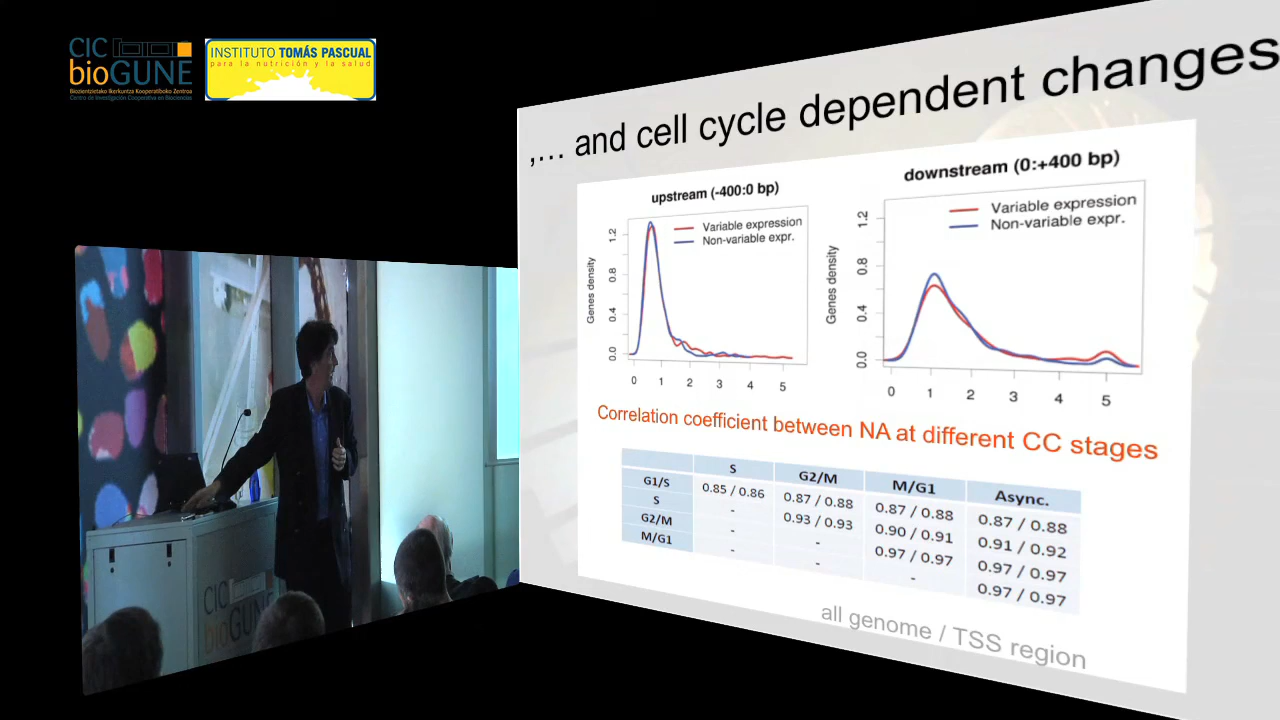 CIC
bioGUNE
Biozientzietako Ikerkuntza Kooperatiboko Zentroa
Centro de Investigación Cooperativa en Biociencias
INSTITUTO TOMÁS PASCUAL
para la nutrición y la salud
,… and cell cycle dependent changes
upstream (-400:0 bp)
Variable expression
Non-variable expr.
Genes density
1.2
0.8
0.4
0.0
0 1 2 3 4 5
downstream (0:+400 bp)
Variable expression
Non-variable expr.
Genes density
1.2
0.8
0.4
0.0
0 1 2 3 4 5
Correlation coefficient between NA at different CC stages
S G2/M M/G1 Async.
G1/S 0.85 / 0.86 0.87 / 0.88 0.87 / 0.88 0.87 / 0.88
S - 0.93 / 0.93 0.90 / 0.91 0.91 / 0.92
G2/M - 0.97 / 0.97 0.97 / 0.97
M/G1 - - - 0.97 / 0.97
all genome / TSS region
CIC
bioGUNE